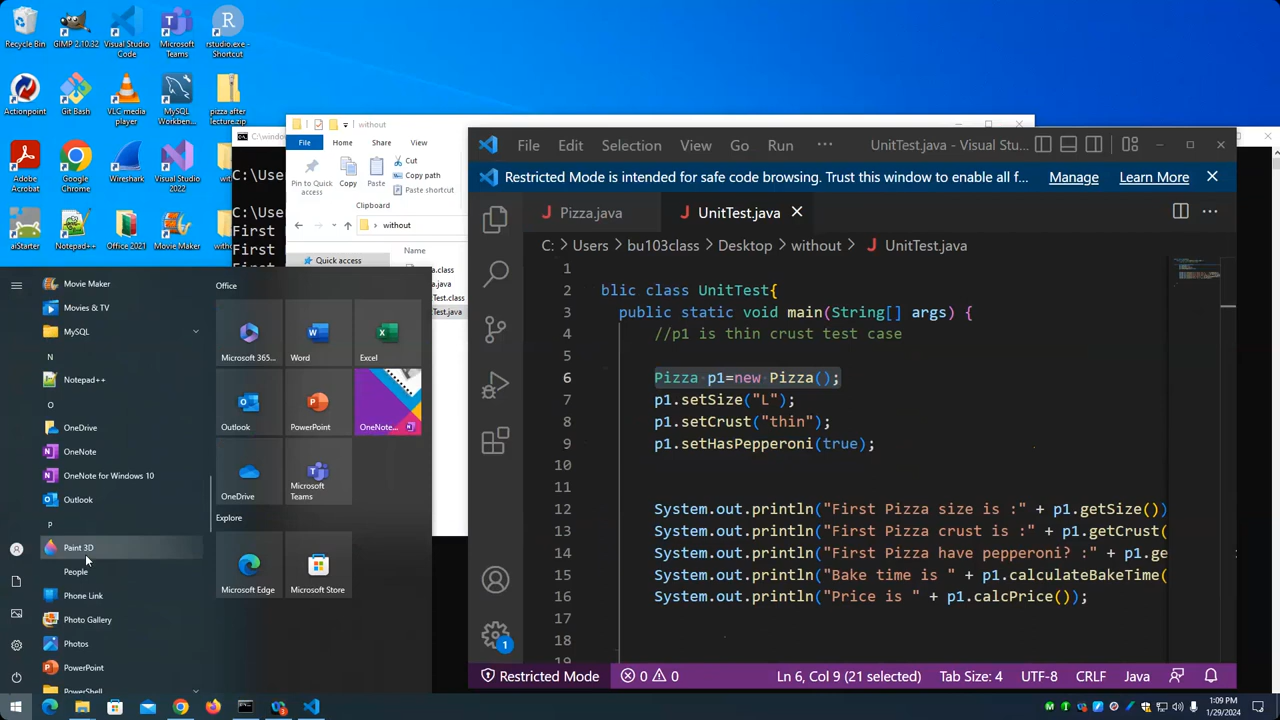 Recycle Bin
GIMP 2.10.32
Visual Studio
Code
Microsoft
Teams
rstudio.exe -
Shortcut
Actionpoint
Git Bash
VLC media
player
MySQL
Workben...
pizza after
lecture.zip
Adobe
Acrobat
Google
Chrome
Wireshark
Visual Studio
2022
aiStarter
Notepad++
Office 2021
Movie Maker
C:\Us
C:\Use
First
First
without
File
Home
Share
View
Pin to Quick
access
Copy
Paste
Cut
Copy path
Paste shortcut
Clipboard
without
Name
Quick access
a.class
a.java
Test.class
Test.java
File Edit Selection View Go Run ··· UnitTest.java - Visual Stu...
Restricted Mode is intended for safe code browsing. Trust this window to enable all f... Manage Learn More
Pizza.java
UnitTest.java
C: > Users > bu103class > Desktop > without > UnitTest.java
1
2 blic class UnitTest{
3 public static void main(String[] args) {
4 //p1 is thin crust test case
5
6 Pizza p1=new Pizza();
7 p1.setSize("L");
8 p1.setCrust("thin");
9 p1.setHasPepperoni(true);
10
11
12 System.out.println("First Pizza size is :" + p1.getSize())
13 System.out.println("First Pizza crust is :" + p1.getCrust(
14 System.out.println("First Pizza have pepperoni? :" + p1.ge
15 System.out.println("Bake time is " + p1.calculateBakeTime(
16 System.out.println("Price is " + p1.calcPrice());
17
18
19
Restricted Mode 0 0 Ln 6, Col 9 (21 selected) Tab Size: 4 UTF-8 CRLF Java
1
Movie Maker
Movies & TV
MySQL
N
Notepad++
O
OneDrive
OneNote
OneNote for Windows 10
Outlook
P
Paint 3D
People
Phone Link
Photo Gallery
Photos
PowerPoint
PowerShell
Office
Microsoft 365...
Word
Excel
Outlook
PowerPoint
OneNote...
OneDrive
Microsoft
Teams
Explore
Microsoft Edge
Microsoft Store
1:09 PM
1/29/2024